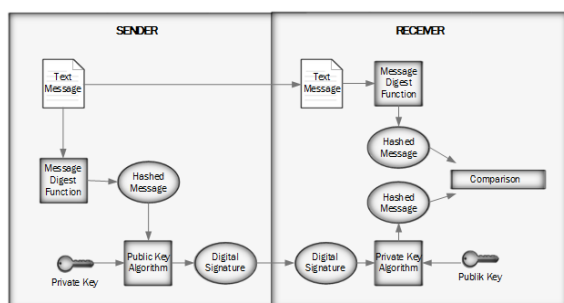 SENDER
RECEIVER
Text
Message
Text
Message
Message
Digest
Function
Hashed
Message
Message
Digest
Function
Hashed
Message
Comparison
Hashed
Message
Private Key
Public Key
Algorithm
Digital
Signature
Digital
Signature
Private Key
Algorithm
Publik Key